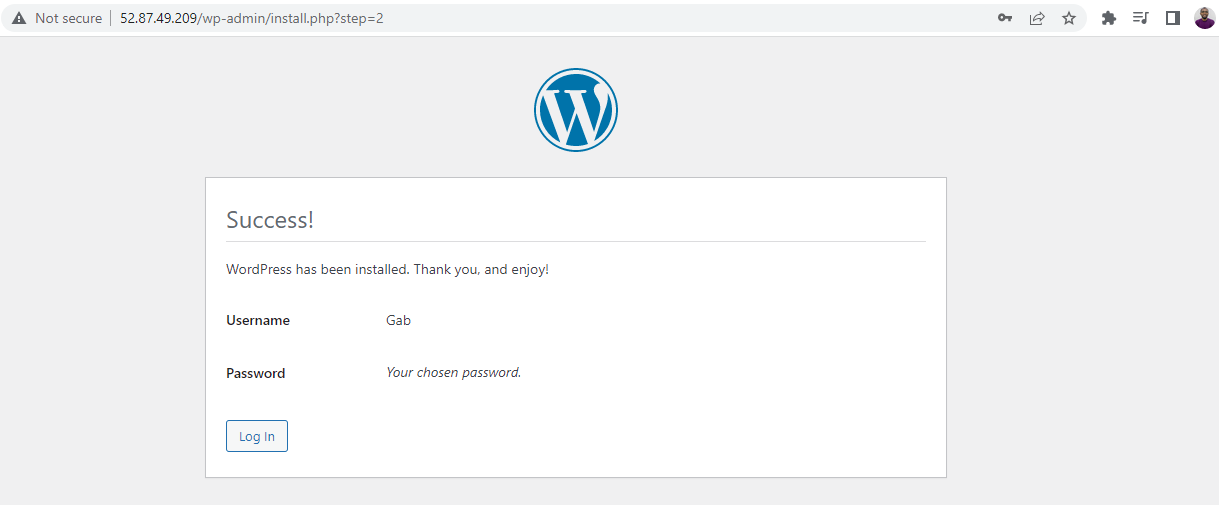 Not secure 52.87.49.209/wp-admin/install.php?step=2
W
Success!
WordPress has been installed. Thank you, and enjoy!
Username Gab
Password Your chosen password.
Log In